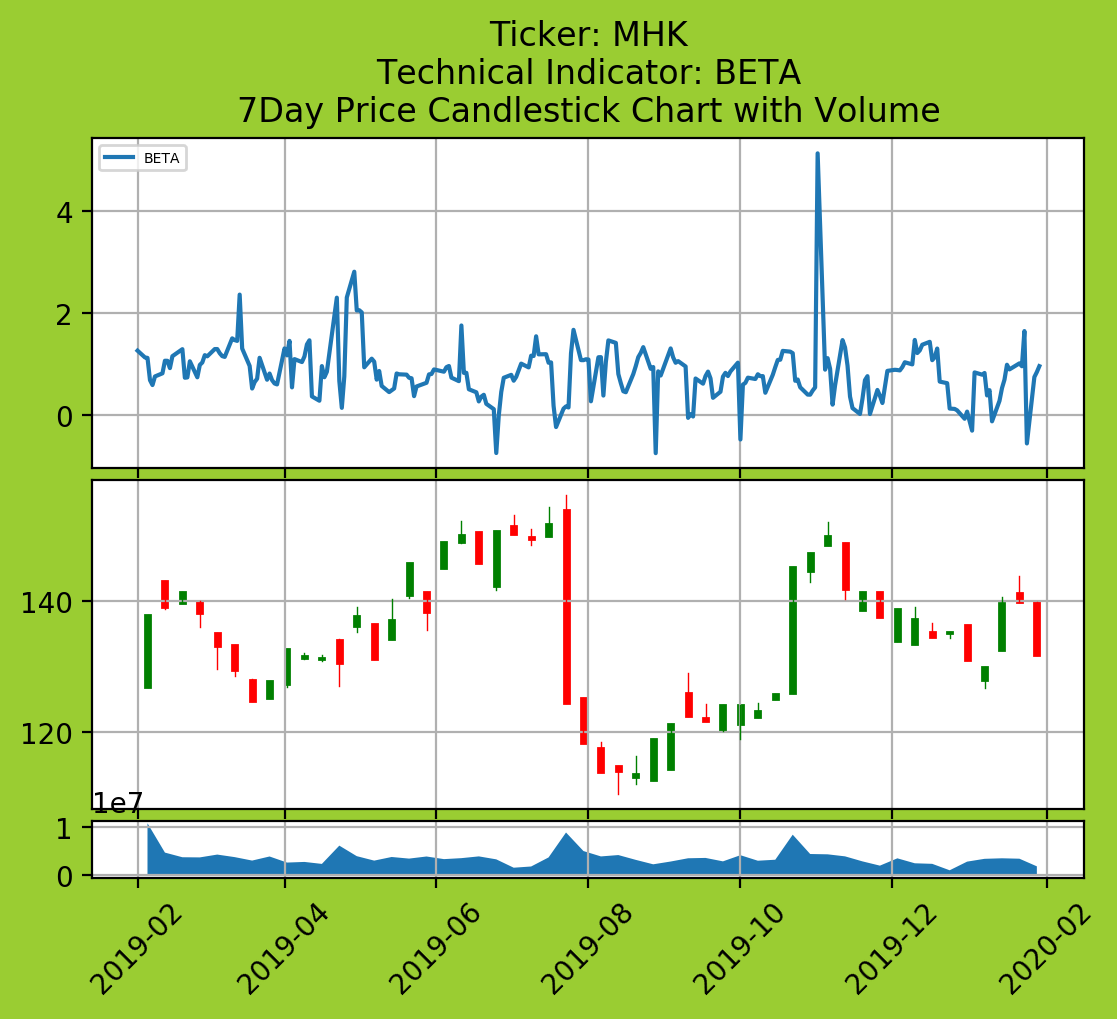 Ticker: MHK
Technical Indicator: BETA
7Day Price Candlestick Chart with Volume
BETA
4
2
0
140
120
1e7
1
0
2019-02
2019-04
2019-06
2019-08
2019-10
2019-12
2020-02